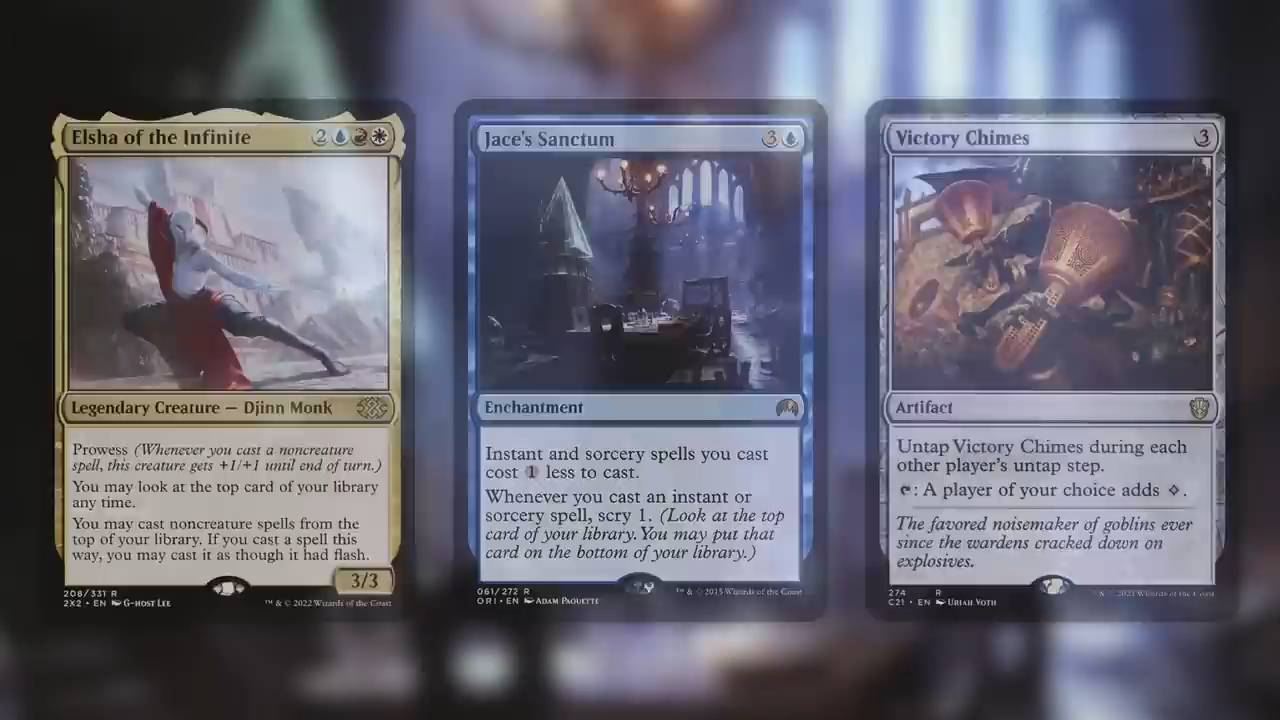 Elsha of the Infinite 2
Legendary Creature — Djinn Monk
Prowess (Whenever you cast a noncreature
spell, this creature gets +1/+1 until end of turn.)
You may look at the top card of your library
any time.
You may cast noncreature spells from the
top of your library. If you cast a spell this
way, you may cast it as though it had flash.
3/3
208/331 R
2X2 • EN G-HOST LEE
™ & © 2022 Wizards of the Coast
Jace's Sanctum 3
Enchantment
Instant and sorcery spells you cast
cost 1 less to cast.
Whenever you cast an instant or
sorcery spell, scry 1. (Look at the top
card of your library. You may put that
card on the bottom of your library.)
061/272 R
ORI • EN ADAM PAQUETTE
™ & © 2015 Wizards of the Coast
Victory Chimes 3
Artifact
Untap Victory Chimes during each
other player's untap step.
: A player of your choice adds .
The favored noisemaker of goblins ever
since the wardens cracked down on
explosives.
274 R
C21 • EN URIAH VOTH
& © 2021 Wizards of the Coast